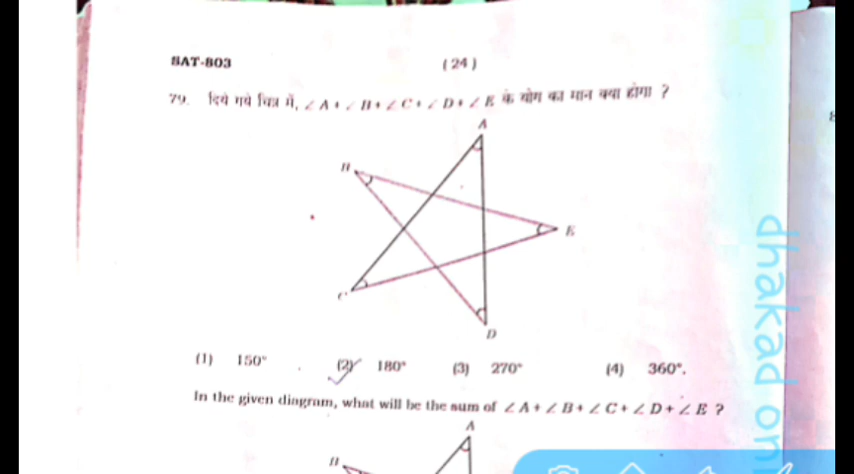 SAT-803 (24)
79. दिये गये चित्र में, ∠A+∠B+∠C+∠D+∠E के योग का मान क्या होगा ?
A
B
E
C
D
(1) 150° (2) 180° (3) 270° (4) 360°.
In the given diagram, what will be the sum of ∠A+∠B+∠C+∠D+∠E ?
A
B
dhakad on